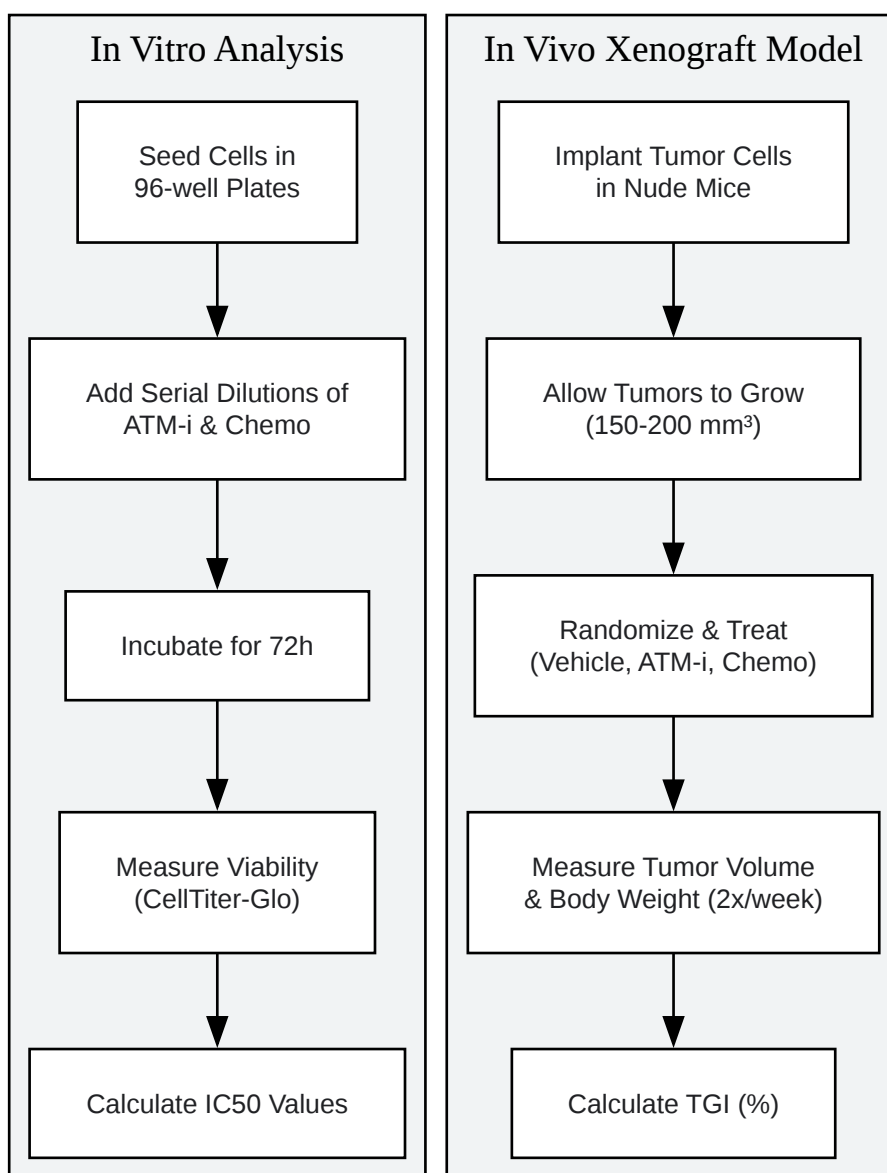 In Vitro Analysis
Seed Cells in
96-well Plates
Add Serial Dilutions of
ATM-i & Chemo
Incubate for 72h
Measure Viability
(CellTiter-Glo)
Calculate IC50 Values
In Vivo Xenograft Model
Implant Tumor Cells
in Nude Mice
Allow Tumors to Grow
(150-200 mm³)
Randomize & Treat
(Vehicle, ATM-i, Chemo)
Measure Tumor Volume
& Body Weight (2x/week)
Calculate TGI (%)